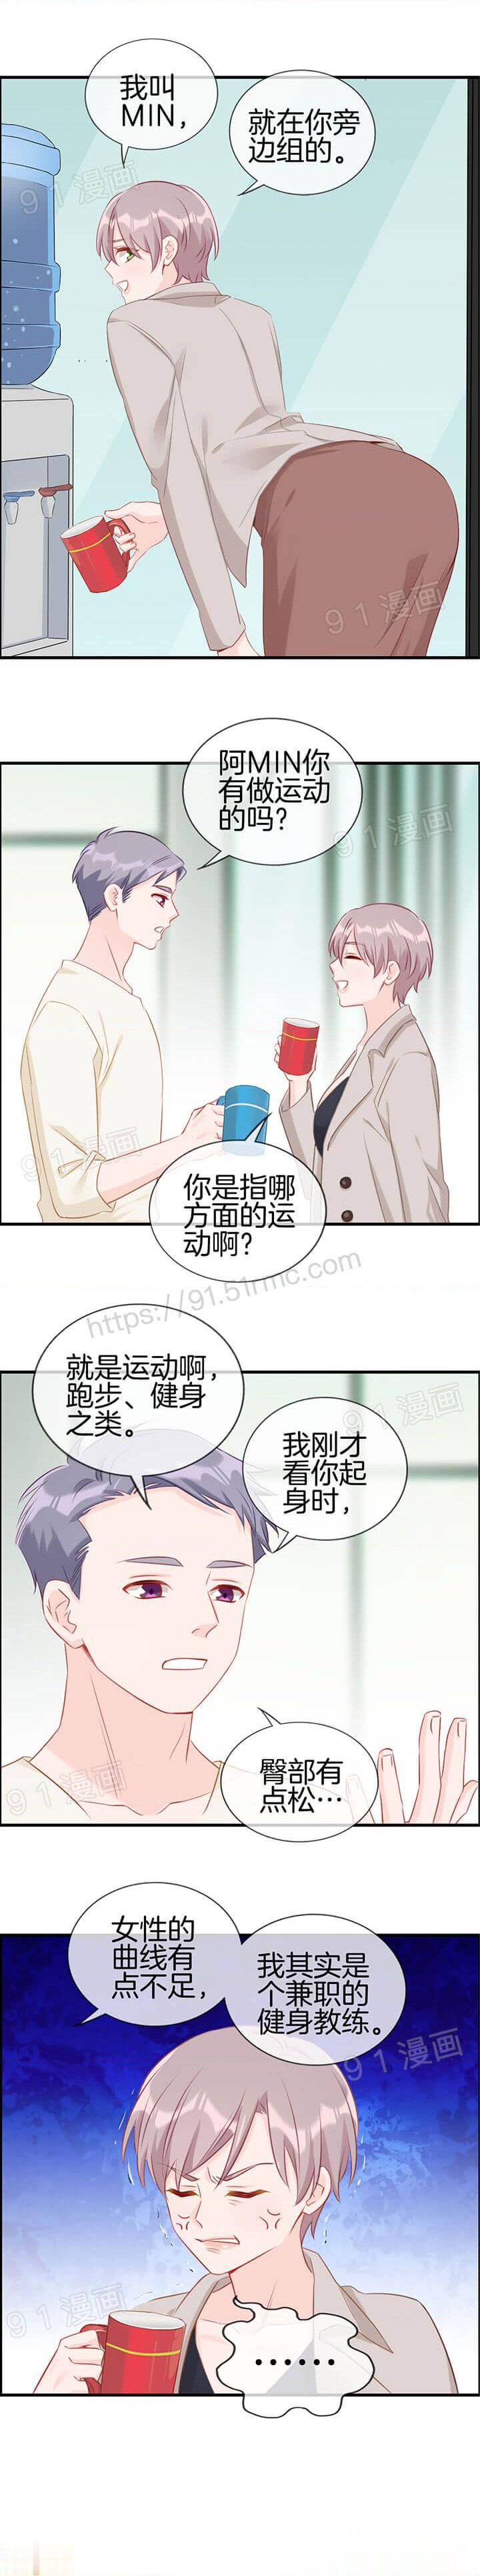 我叫
MIN,
就在你旁
边组的。
91漫画
91漫画
阿MIN你
有做运动
的吗?
91漫画
91漫画
你是指哪
方面的运
动啊?
https://91.51rmc.com
就是运动啊,
跑步、健身
之类。
91漫画
我刚才
看你起
身时,
臀部有
点松…
91漫画
女性的
曲线有
点不足,
我其实是
个兼职的
健身教练。
91漫画
91漫画
……